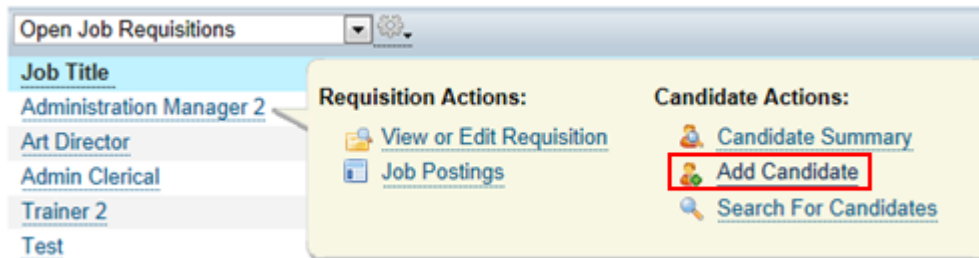 Open Job Requisitions
Job Title
Administration Manager 2
Art Director
Admin Clerical
Trainer 2
Test
Requisition Actions:
View or Edit Requisition
Job Postings
Candidate Actions:
Candidate Summary
Add Candidate
Search For Candidates